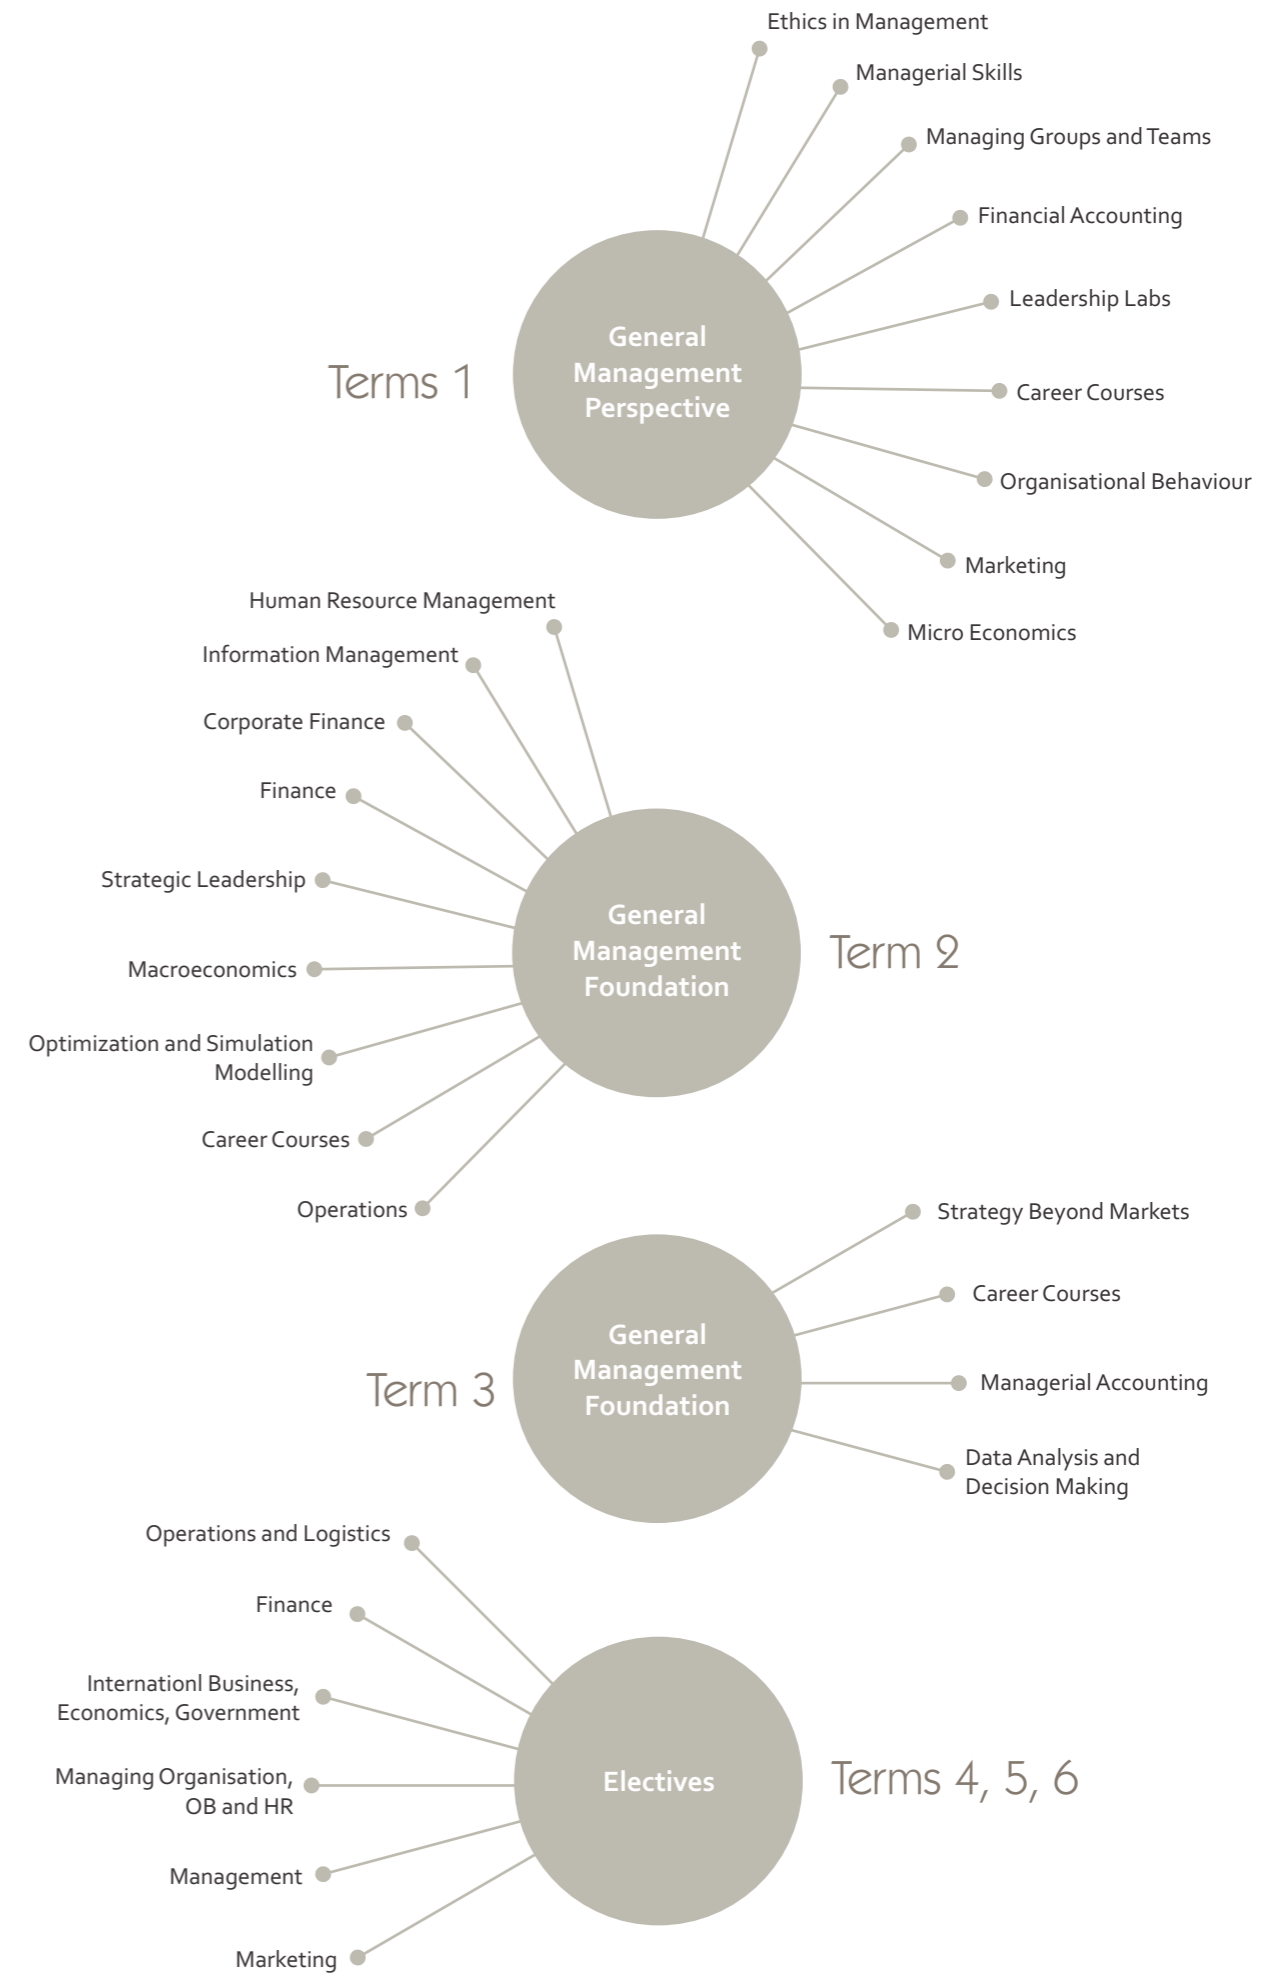 Ethics in Management
Managerial Skills
Managing Groups and Teams
Financial Accounting
Leadership Labs
Career Courses
Organisational Behaviour
Marketing
Micro Economics
General
Management
Perspective
Terms 1
Human Resource Management
Information Management
Corporate Finance
Finance
Strategic Leadership
Macroeconomics
Optimization and Simulation
Modelling
Career Courses
Operations
General
Management
Foundation
Term 2
Strategy Beyond Markets
Career Courses
Managerial Accounting
Data Analysis and
Decision Making
General
Management
Foundation
Term 3
Operations and Logistics
Finance
Internationl Business,
Economics, Government
Managing Organisation,
OB and HR
Management
Marketing
Electives
Terms 4, 5, 6